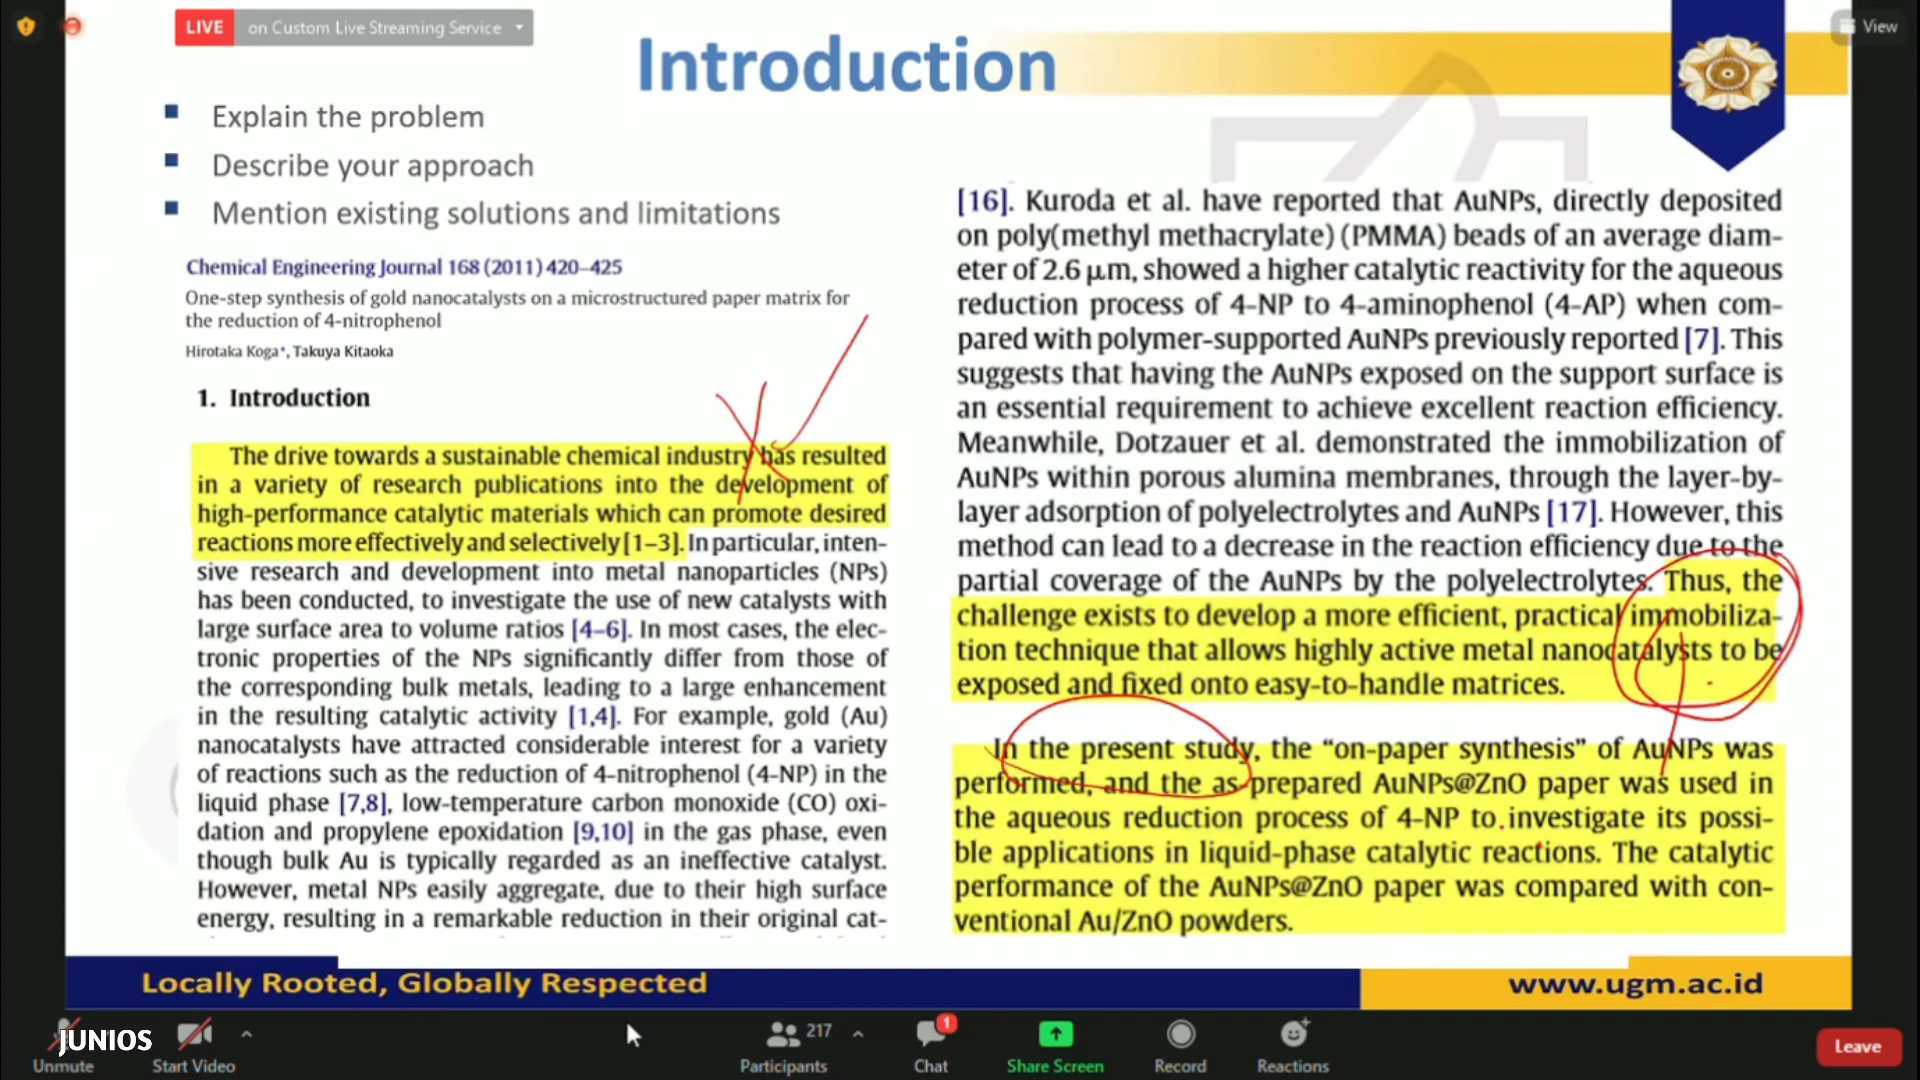 LIVE on Custom Live Streaming Service
View
Introduction
Explain the problem
Describe your approach
Mention existing solutions and limitations
Chemical Engineering Journal 168 (2011) 420–425
One-step synthesis of gold nanocatalysts on a microstructured paper matrix for
the reduction of 4-nitrophenol
Hirotaka Koga*, Takuya Kitaoka
1. Introduction
The drive towards a sustainable chemical industry has resulted
in a variety of research publications into the development of
high-performance catalytic materials which can promote desired
reactions more effectively and selectively [1–3]. In particular, inten-
sive research and development into metal nanoparticles (NPs)
has been conducted, to investigate the use of new catalysts with
large surface area to volume ratios [4–6]. In most cases, the elec-
tronic properties of the NPs significantly differ from those of
the corresponding bulk metals, leading to a large enhancement
in the resulting catalytic activity [1,4]. For example, gold (Au)
nanocatalysts have attracted considerable interest for a variety
of reactions such as the reduction of 4-nitrophenol (4-NP) in the
liquid phase [7,8], low-temperature carbon monoxide (CO) oxi-
dation and propylene epoxidation [9,10] in the gas phase, even
though bulk Au is typically regarded as an ineffective catalyst.
However, metal NPs easily aggregate, due to their high surface
energy, resulting in a remarkable reduction in their original cat-
[16]. Kuroda et al. have reported that AuNPs, directly deposited
on poly(methyl methacrylate) (PMMA) beads of an average diam-
eter of 2.6 μm, showed a higher catalytic reactivity for the aqueous
reduction process of 4-NP to 4-aminophenol (4-AP) when com-
pared with polymer-supported AuNPs previously reported [7]. This
suggests that having the AuNPs exposed on the support surface is
an essential requirement to achieve excellent reaction efficiency.
Meanwhile, Dotzauer et al. demonstrated the immobilization of
AuNPs within porous alumina membranes, through the layer-by-
layer adsorption of polyelectrolytes and AuNPs [17]. However, this
method can lead to a decrease in the reaction efficiency due to the
partial coverage of the AuNPs by the polyelectrolytes. Thus, the
challenge exists to develop a more efficient, practical immobiliza-
tion technique that allows highly active metal nanocatalysts to be
exposed and fixed onto easy-to-handle matrices.
In the present study, the “on-paper synthesis” of AuNPs was
performed, and the as prepared AuNPs@ZnO paper was used in
the aqueous reduction process of 4-NP to investigate its possi-
ble applications in liquid-phase catalytic reactions. The catalytic
performance of the AuNPs@ZnO paper was compared with con-
ventional Au/ZnO powders.
Locally Rooted, Globally Respected
www.ugm.ac.id
JUNIOS
217
1
Unmute
Start Video
Participants
Chat
Share Screen
Record
Reactions
Leave